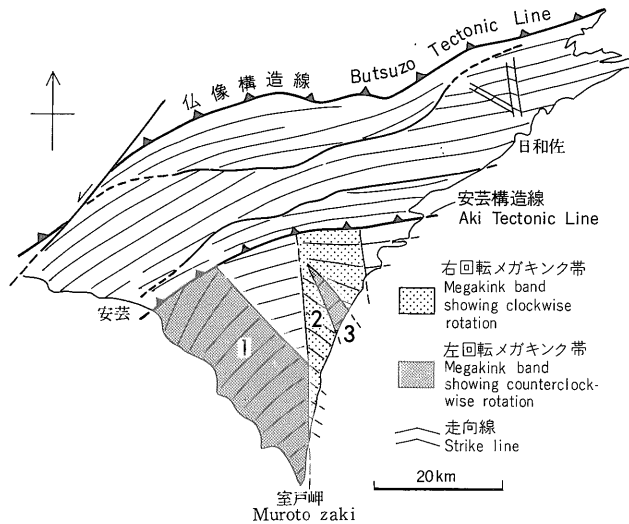 仏像構造線
Butsuzo Tectonic Line
日和佐
安芸構造線
Aki Tectonic Line
右回転メガキンク帯
Megakink band
showing clockwise
rotation
左回転メガキンク帯
Megakink band
showing counterclock-
wise rotation
走向線
Strike line
20km
安芸
1
2
3
室戸岬
Muroto zaki